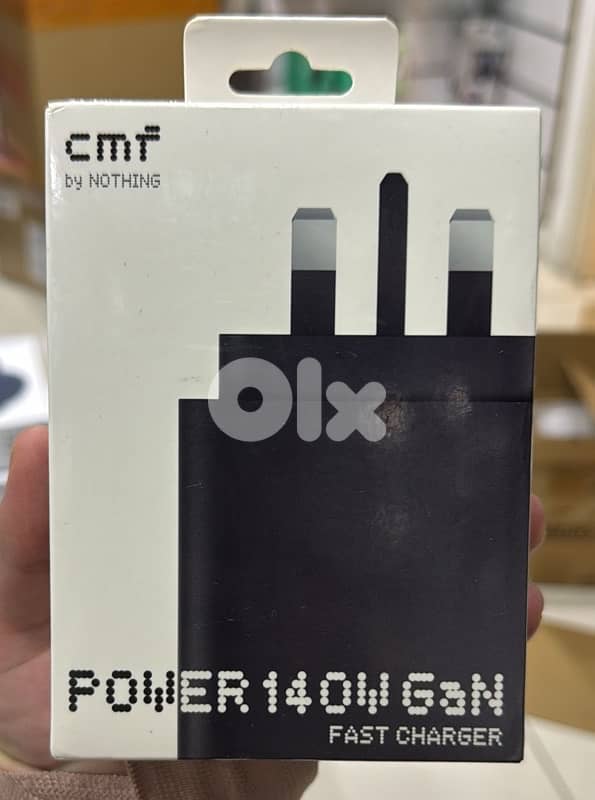 cmf
by NOTHING
Olx
POWER 140W GaN
FAST CHARGER